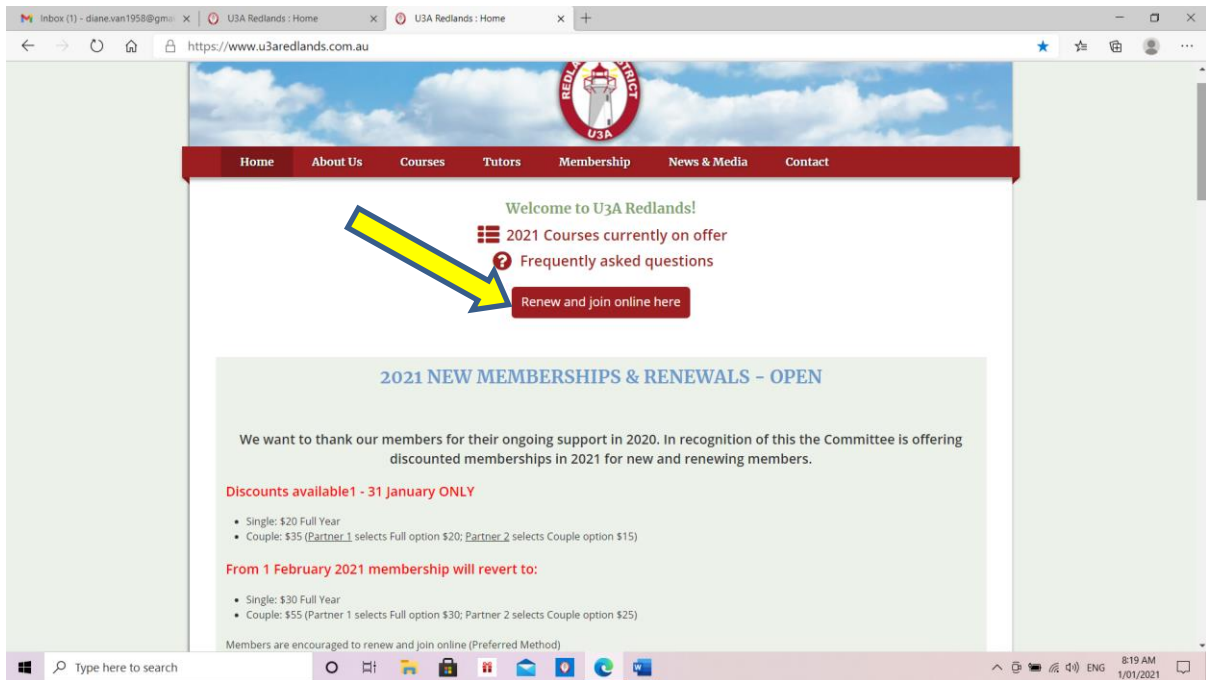 Inbox (1) - diane.van1958@gmai
U3A Redlands : Home
U3A Redlands : Home
https://www.u3aredlands.com.au
REDLA DISTRICT
U3A
Home About Us Courses Tutors Membership News & Media Contact
Welcome to U3A Redlands!
2021 Courses currently on offer
? Frequently asked questions
Renew and join online here
2021 NEW MEMBERSHIPS & RENEWALS - OPEN
We want to thank our members for their ongoing support in 2020. In recognition of this the Committee is offering
discounted memberships in 2021 for new and renewing members.
Discounts available1 - 31 January ONLY
• Single: $20 Full Year
• Couple: $35 (Partner 1 selects Full option $20; Partner 2 selects Couple option $15)
From 1 February 2021 membership will revert to:
• Single: $30 Full Year
• Couple: $55 (Partner 1 selects Full option $30; Partner 2 selects Couple option $25)
Members are encouraged to renew and join online (Preferred Method)
Type here to search
ENG
8:19 AM
1/01/2021